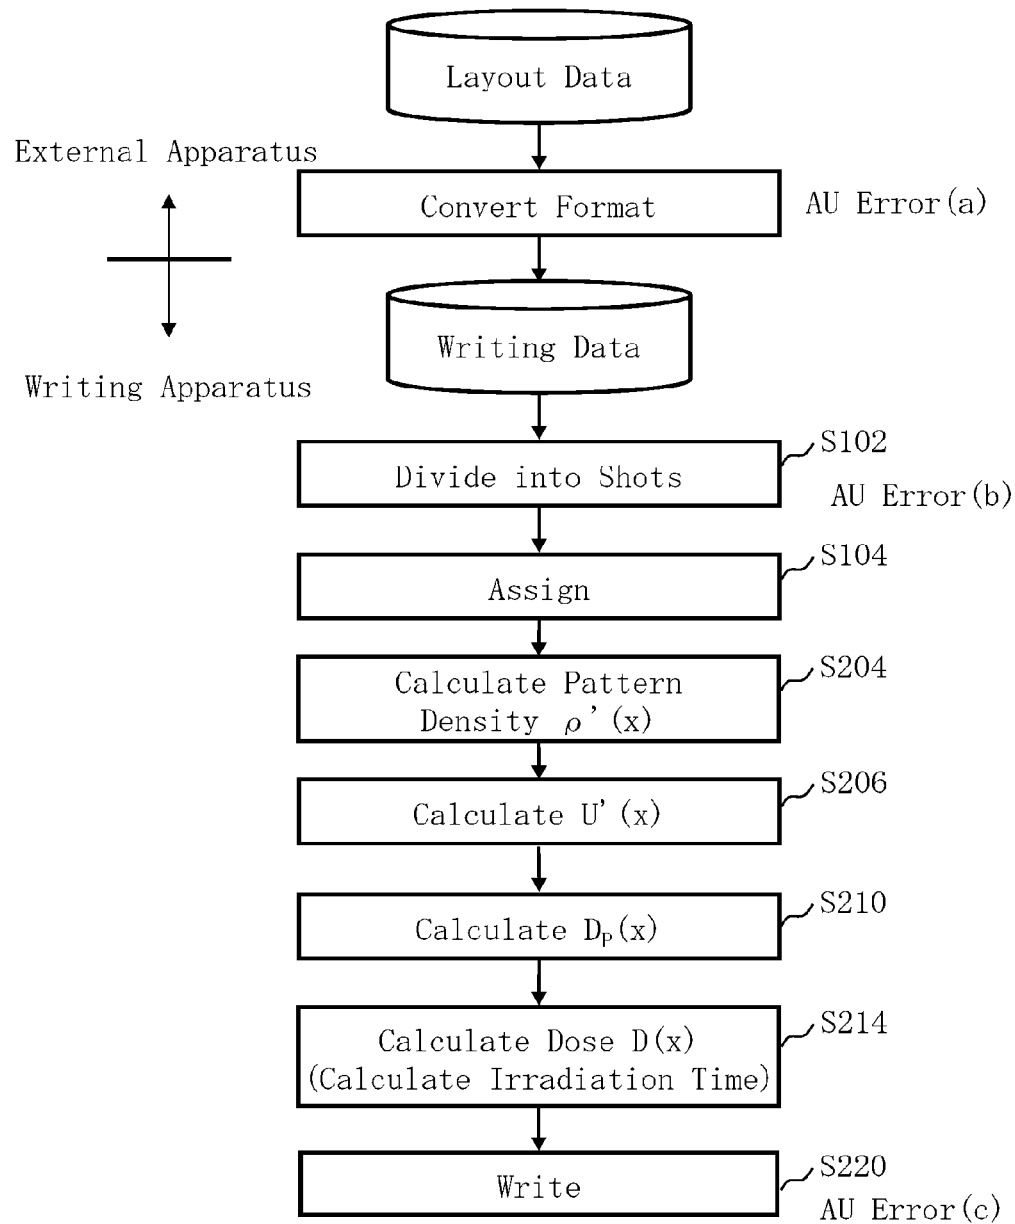 Layout Data
External Apparatus
Convert Format
AU Error(a)
Writing Data
Writing Apparatus
S102
Divide into Shots
AU Error(b)
S104
Assign
S204
Calculate Pattern
Density ρ'(x)
S206
Calculate U'(x)
S210
Calculate Dₚ(x)
S214
Calculate Dose D(x)
(Calculate Irradiation Time)
S220
Write
AU Error(c)